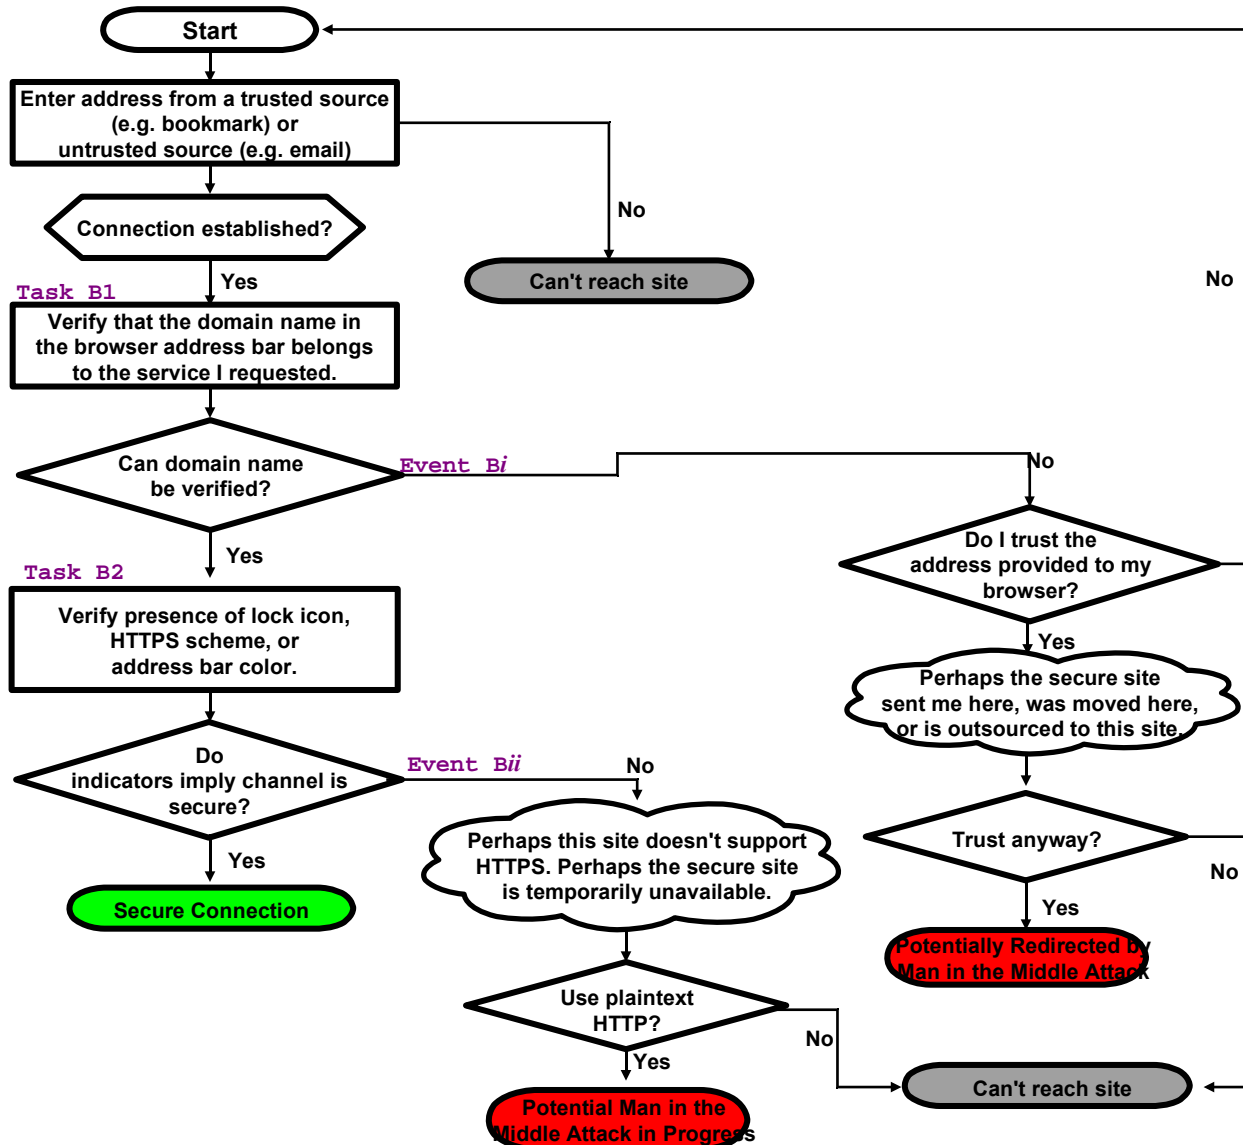 Start
Enter address from a trusted source
(e.g. bookmark) or
untrusted source (e.g. email)
No
Connection established?
Yes
Can't reach site
No
Task B1
Verify that the domain name in
the browser address bar belongs
to the service I requested.
Can domain name
be verified?
Event Bi
No
Yes
Do I trust the
address provided to my
browser?
Task B2
Verify presence of lock icon,
HTTPS scheme, or
address bar color.
Yes
Perhaps the secure site
sent me here, was moved here,
or is outsourced to this site.
Do
indicators imply channel is
secure?
Event Bii
No
Yes
Perhaps this site doesn't support
HTTPS. Perhaps the secure site
is temporarily unavailable.
Trust anyway?
No
Secure Connection
Yes
Potentially Redirected by
Man in the Middle Attack
Use plaintext
HTTP?
No
Yes
Can't reach site
Potential Man in the
Middle Attack in Progress